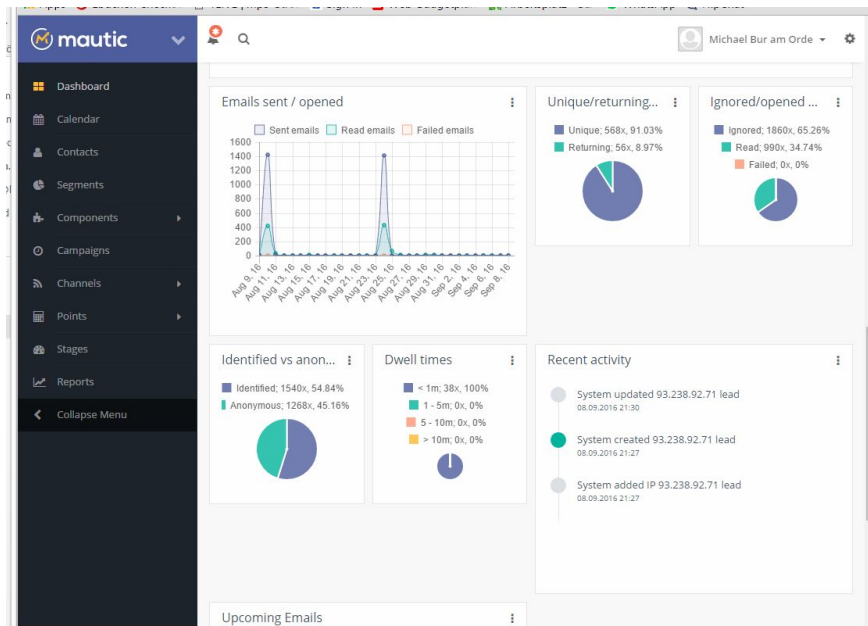 mautic
Michael Bur am Orde
Dashboard
Calendar
Contacts
Segments
Components
Campaigns
Channels
Points
Stages
Reports
Collapse Menu
Emails sent / opened
Sent emails Read emails Failed emails
1600
1400
1200
1000
800
600
400
200
0
Aug 9, 16 Aug 11, 16 Aug 13, 16 Aug 15, 16 Aug 17, 16 Aug 19, 16 Aug 21, 16 Aug 23, 16 Aug 25, 16 Aug 27, 16 Aug 29, 16 Aug 31, 16 Sep 2, 16 Sep 4, 16 Sep 6, 16 Sep 8, 16
Unique/returning...
Unique; 568x, 91.03%
Returning; 56x, 8.97%
Ignored/opened ...
Ignored; 1860x, 65.26%
Read; 990x, 34.74%
Failed; 0x, 0%
Identified vs anon...
Identified; 1540x, 54.84%
Anonymous; 1268x, 45.16%
Dwell times
< 1m; 38x, 100%
1 - 5m; 0x, 0%
5 - 10m; 0x, 0%
> 10m; 0x, 0%
Recent activity
System updated 93.238.92.71 lead
08.09.2016 21:30
System created 93.238.92.71 lead
08.09.2016 21:27
System added IP 93.238.92.71 lead
08.09.2016 21:27
Upcoming Emails